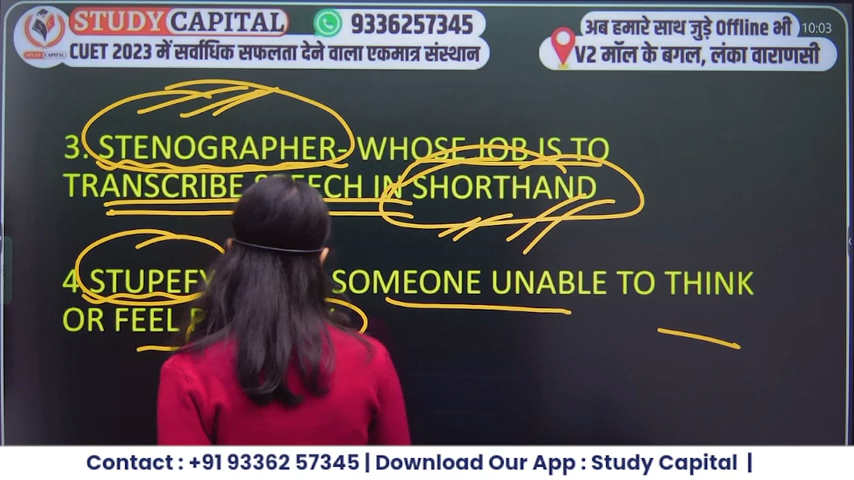 STUDY CAPITAL
9336257345
CUET 2023 में सर्वाधिक सफलता देने वाला एकमात्र संस्थान
अब हमारे साथ जुड़े Offline भी
10:03
V2 मॉल के बगल, लंका वाराणसी
3. STENOGRAPHER- WHOSE JOB IS TO
TRANSCRIBE SPEECH IN SHORTHAND
4 STUPEFY SOMEONE UNABLE TO THINK
OR FEEL
Contact : +91 93362 57345 | Download Our App : Study Capital |